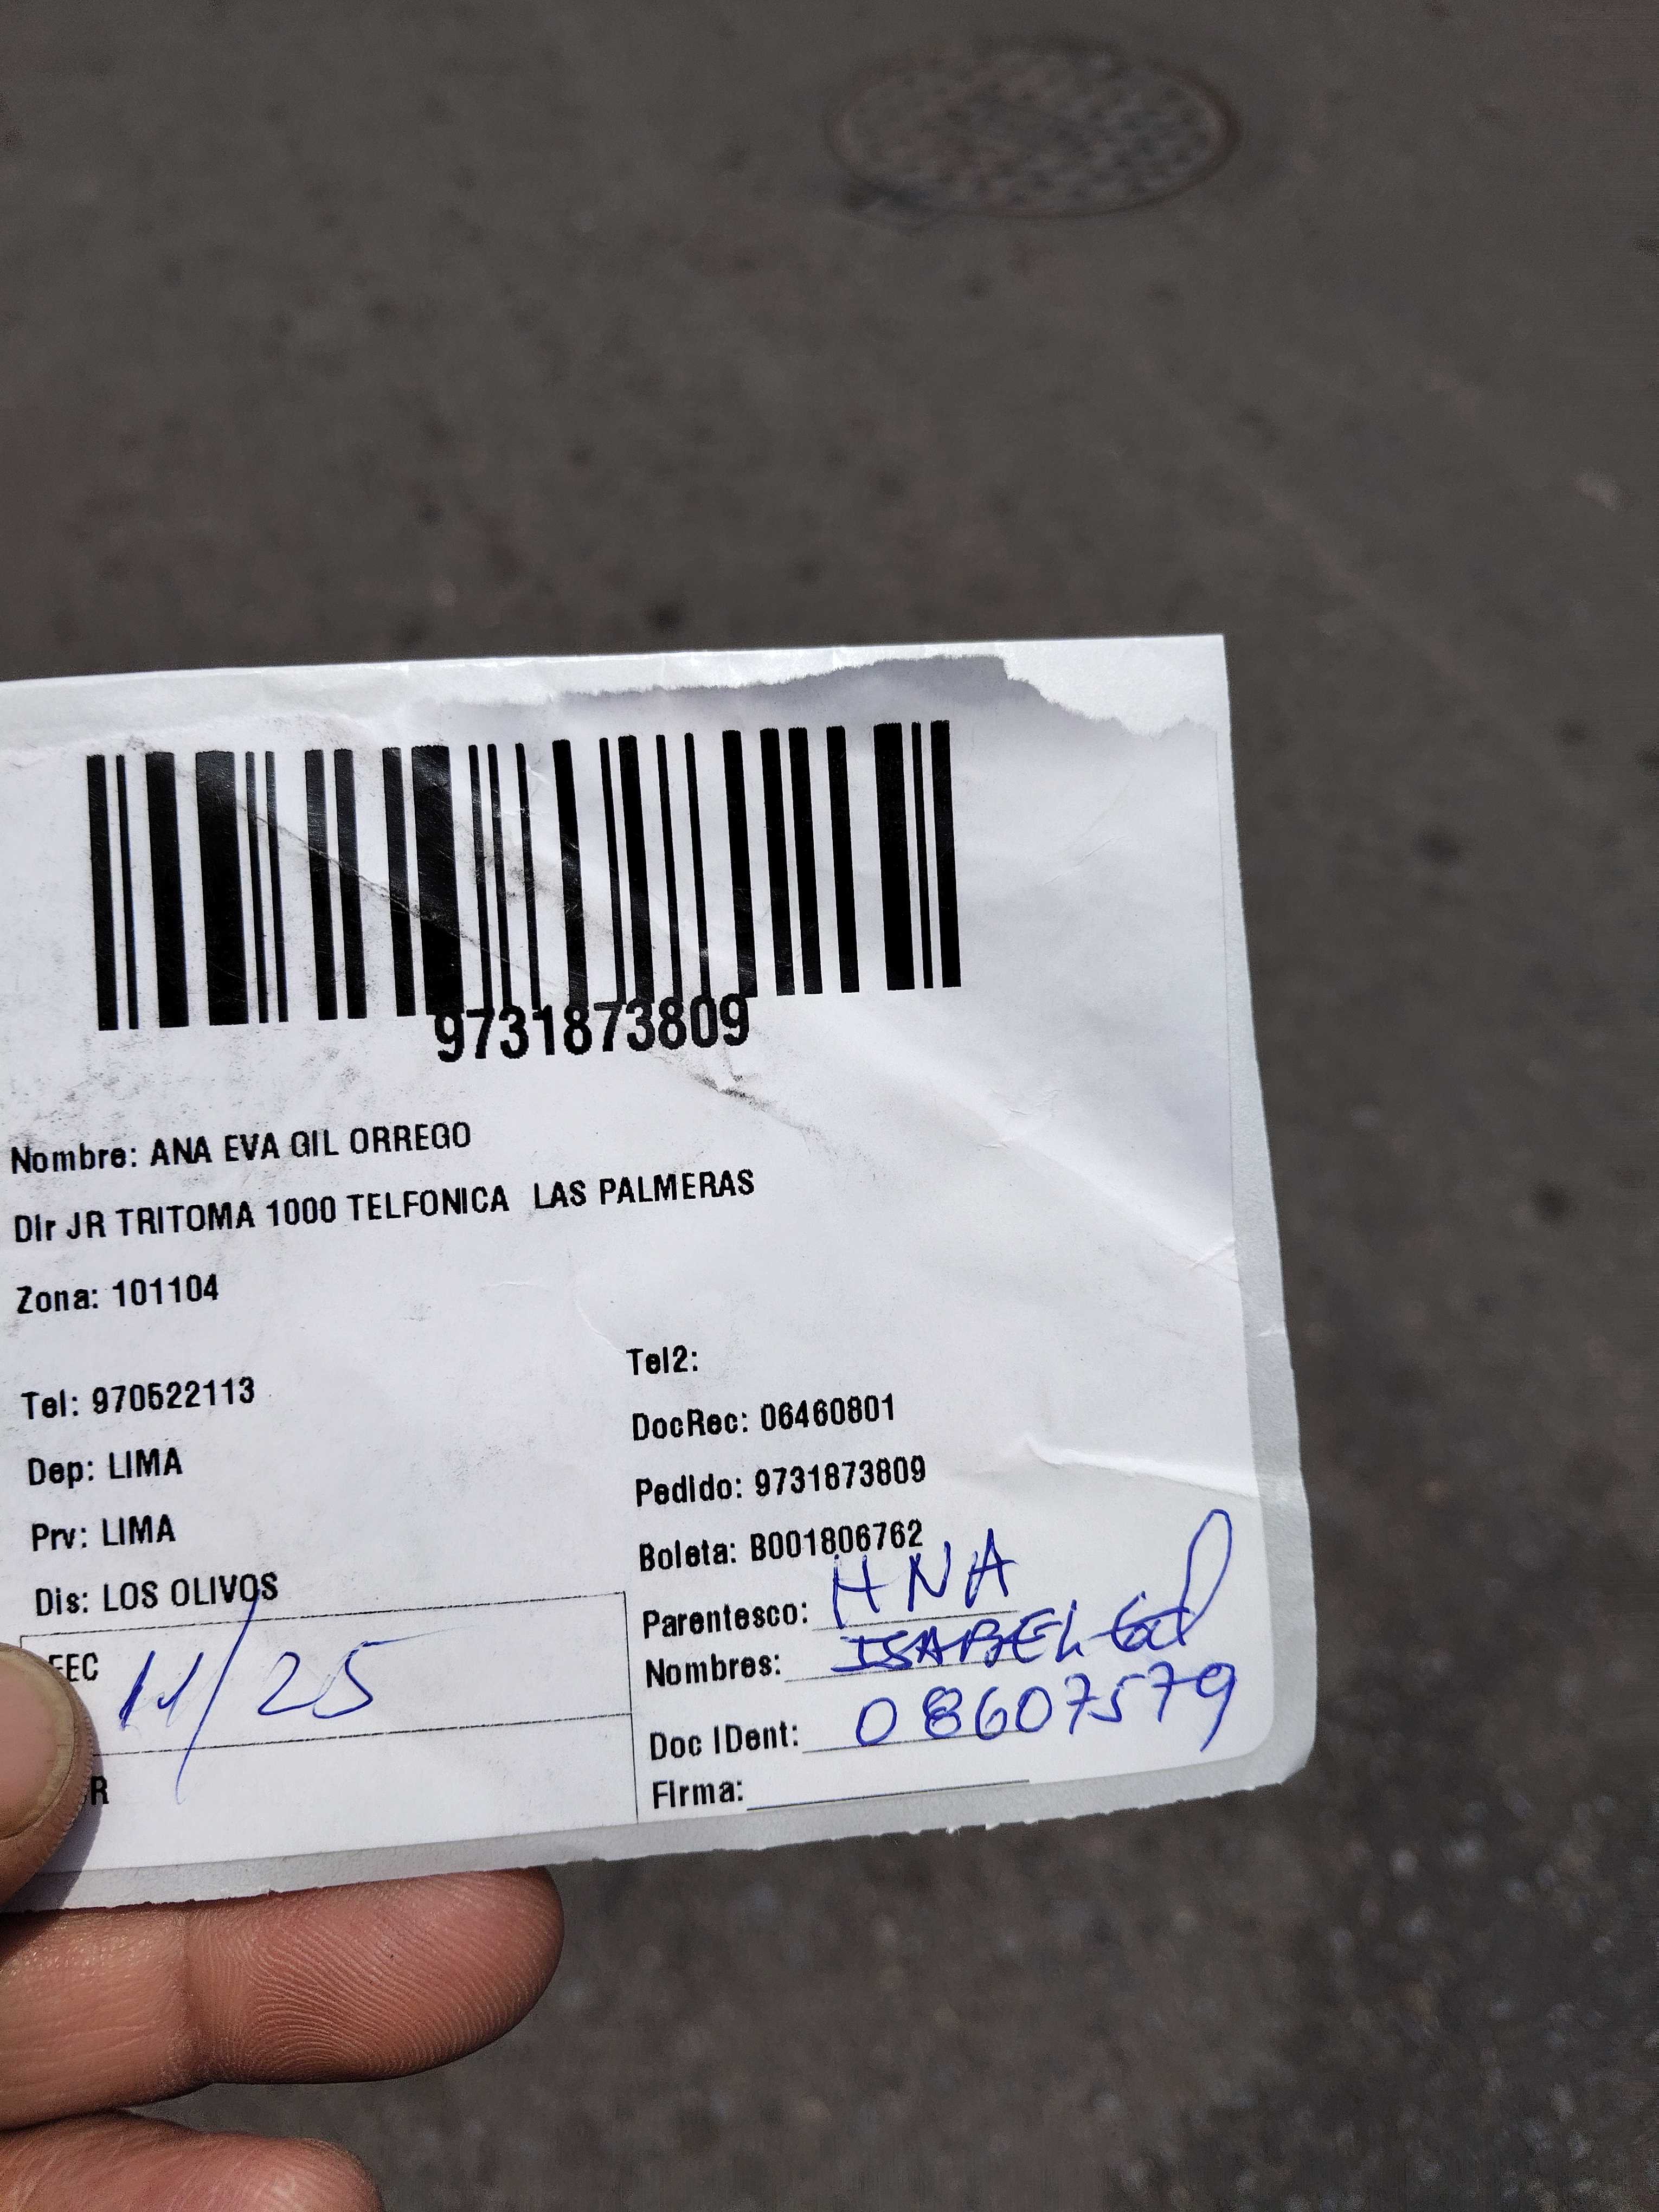 9731873809
Nombre: ANA EVA GIL ORREGO
Dir JR TRITOMA 1000 TELFONICA LAS PALMERAS
Zona: 101104
Tel: 970522113
Dep: LIMA
Prv: LIMA
Dis: LOS OLIVOS
Tel2:
DocRec: 06460801
Pedido: 9731873809
Boleta: B001806762
Parentesco: HNA
Nombres: ISABEL Gil
Doc IDent: 08607579
Firma:
FEC 11/25
R